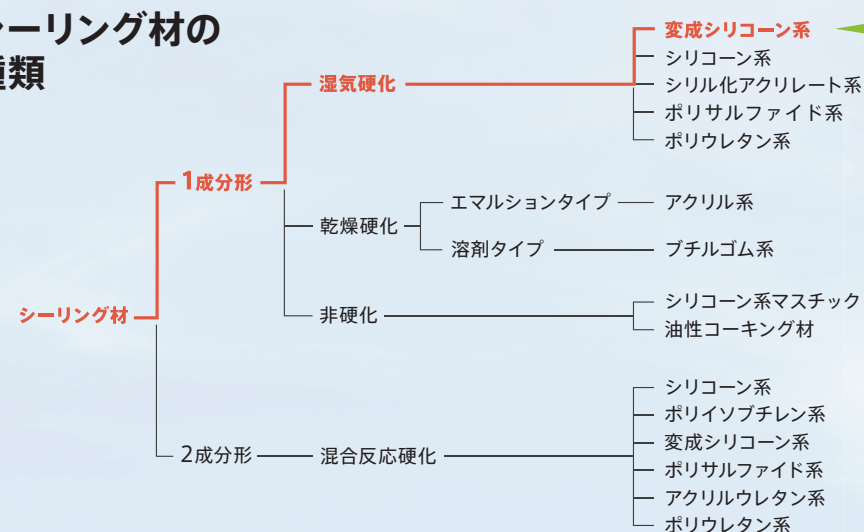 ーリング材の
種類
シーリング材
1成分形
湿気硬化
変成シリコーン系
シリコーン系
シリル化アクリレート系
ポリサルファイド系
ポリウレタン系
乾燥硬化
エマルションタイプ
アクリル系
溶剤タイプ
ブチルゴム系
非硬化
シリコーン系マスチック
油性コーキング材
2成分形
混合反応硬化
シリコーン系
ポリイソブチレン系
変成シリコーン系
ポリサルファイド系
アクリルウレタン系
ポリウレタン系